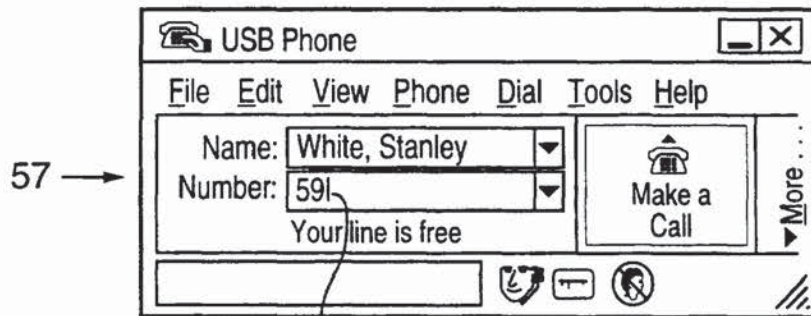 USB Phone
File Edit View Phone Dial Tools Help
Name: White, Stanley
57
Number: 59
Your line is free
Make a
Call
More...